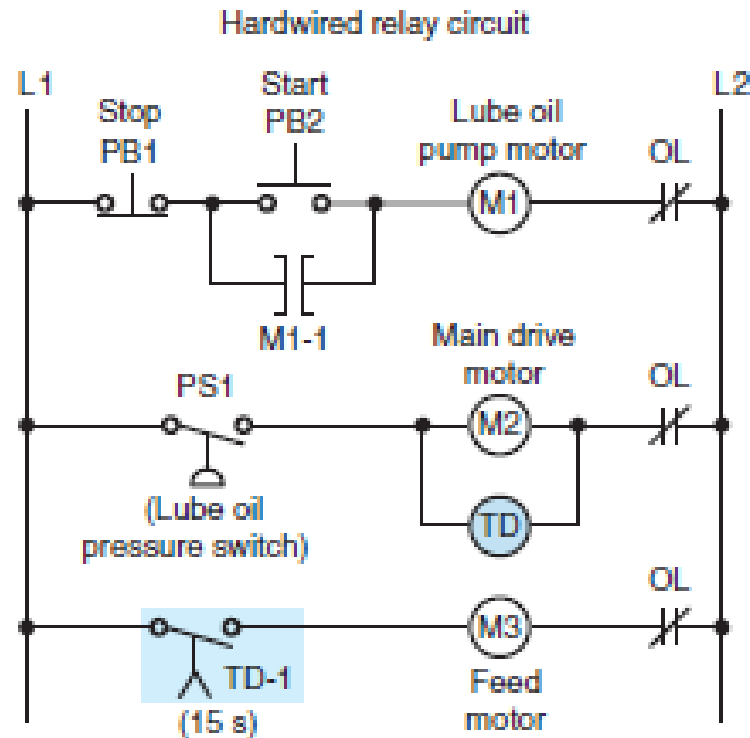 Hardwired relay circuit
L1
L2
Stop
PB1
Start
PB2
Lube oil
pump motor
OL
M1
M1-1
PS1
(Lube oil
pressure switch)
Main drive
motor
OL
M2
TD
TD-1
(15 s)
M3
Feed
motor
OL